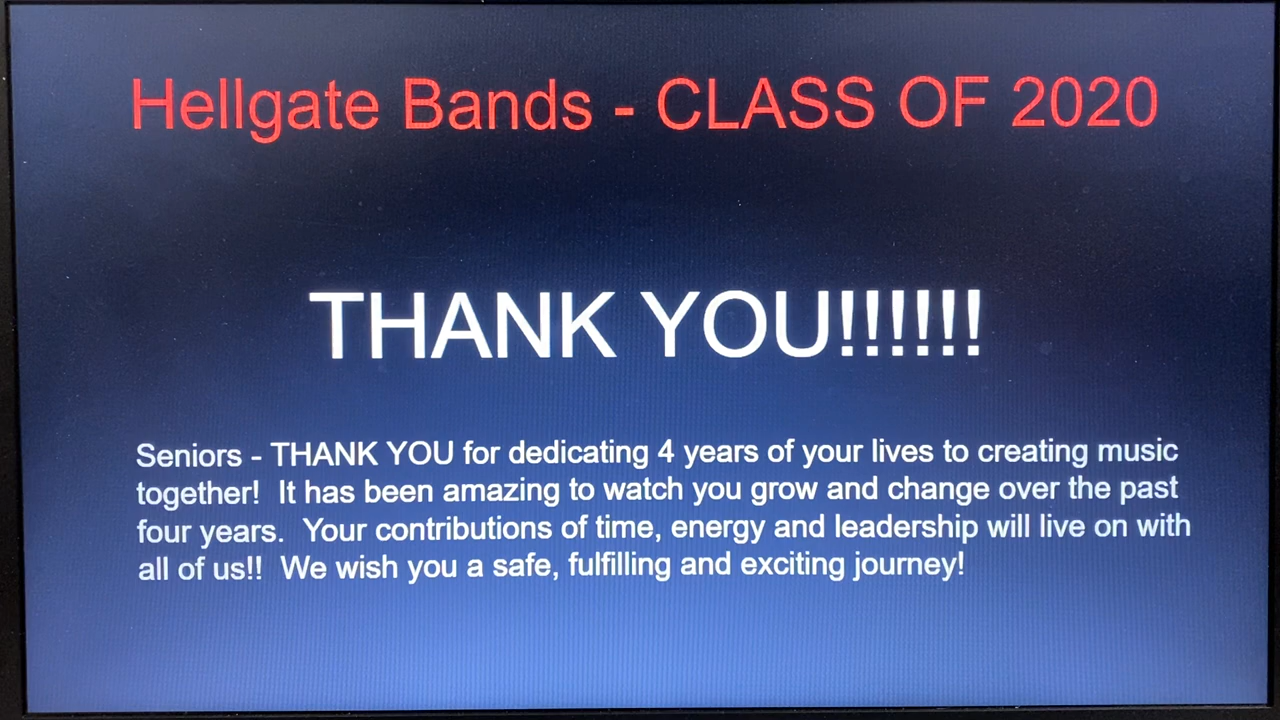 Hellgate Bands - CLASS OF 2020
THANK YOU!!!!!!
Seniors - THANK YOU for dedicating 4 years of your lives to creating music
together!  It has been amazing to watch you grow and change over the past
four years.  Your contributions of time, energy and leadership will live on with
all of us!!  We wish you a safe, fulfilling and exciting journey!